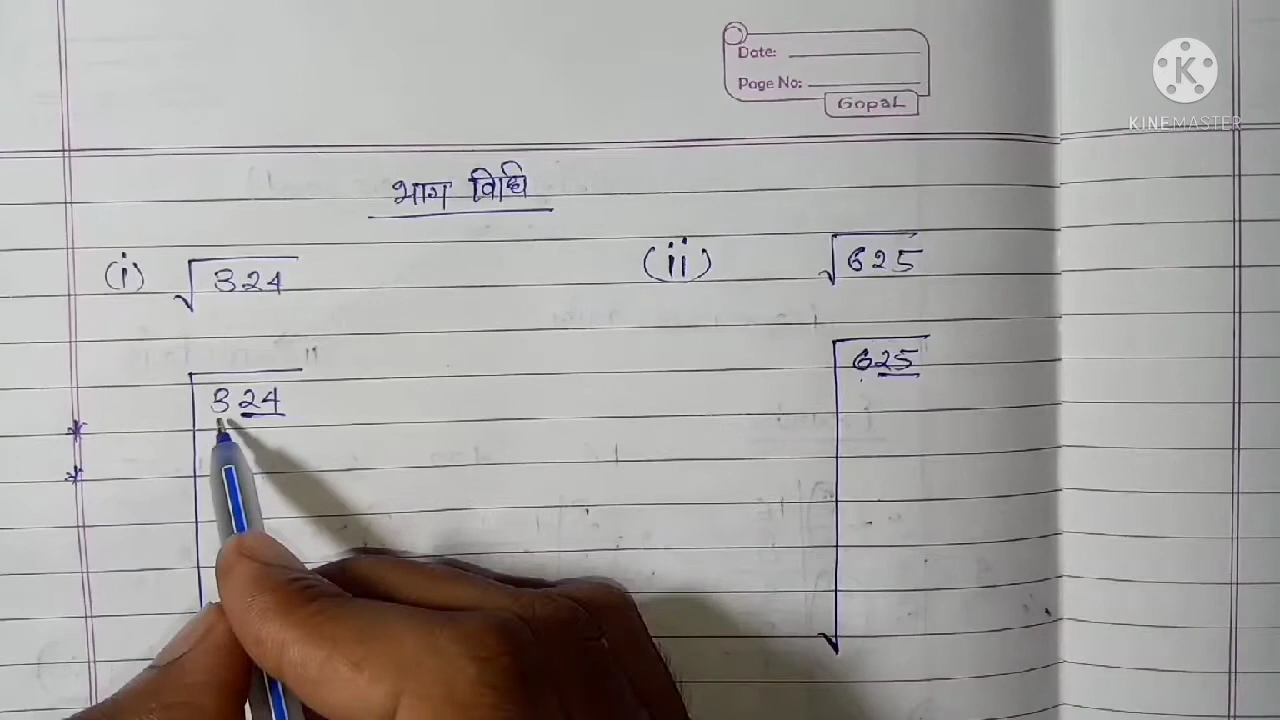 Date:
Page No:
Gopal
K
KINEMASTER
भाग विधि
(i) √324
(ii) √625
324
625